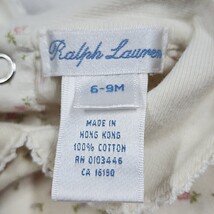 Ralph Lauren
6-9M
MADE IN
HONG KONG
100% COTTON
RN 0103446
CA 16190